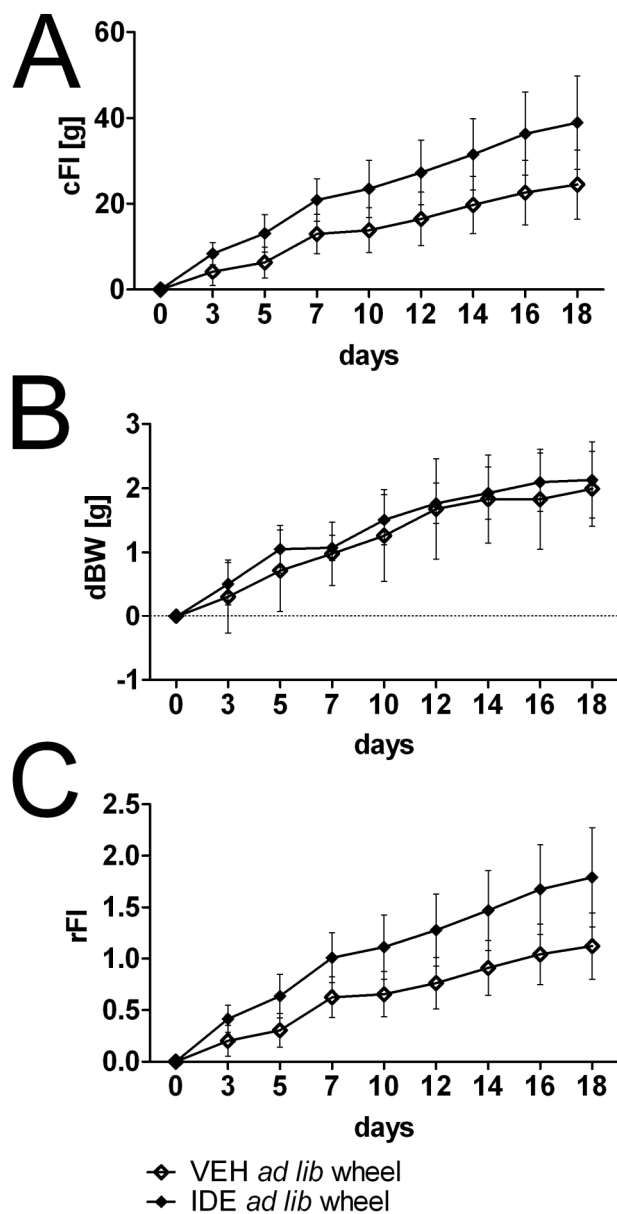 A
cFI [g]
60
40
20
0
0 3 5 7 10 12 14 16 18
days
B
dBW [g]
3
2
1
0
-1
0 3 5 7 10 12 14 16 18
days
C
rFI
2.5
2.0
1.5
1.0
0.5
0.0
0 3 5 7 10 12 14 16 18
days
VEH ad lib wheel
IDE ad lib wheel